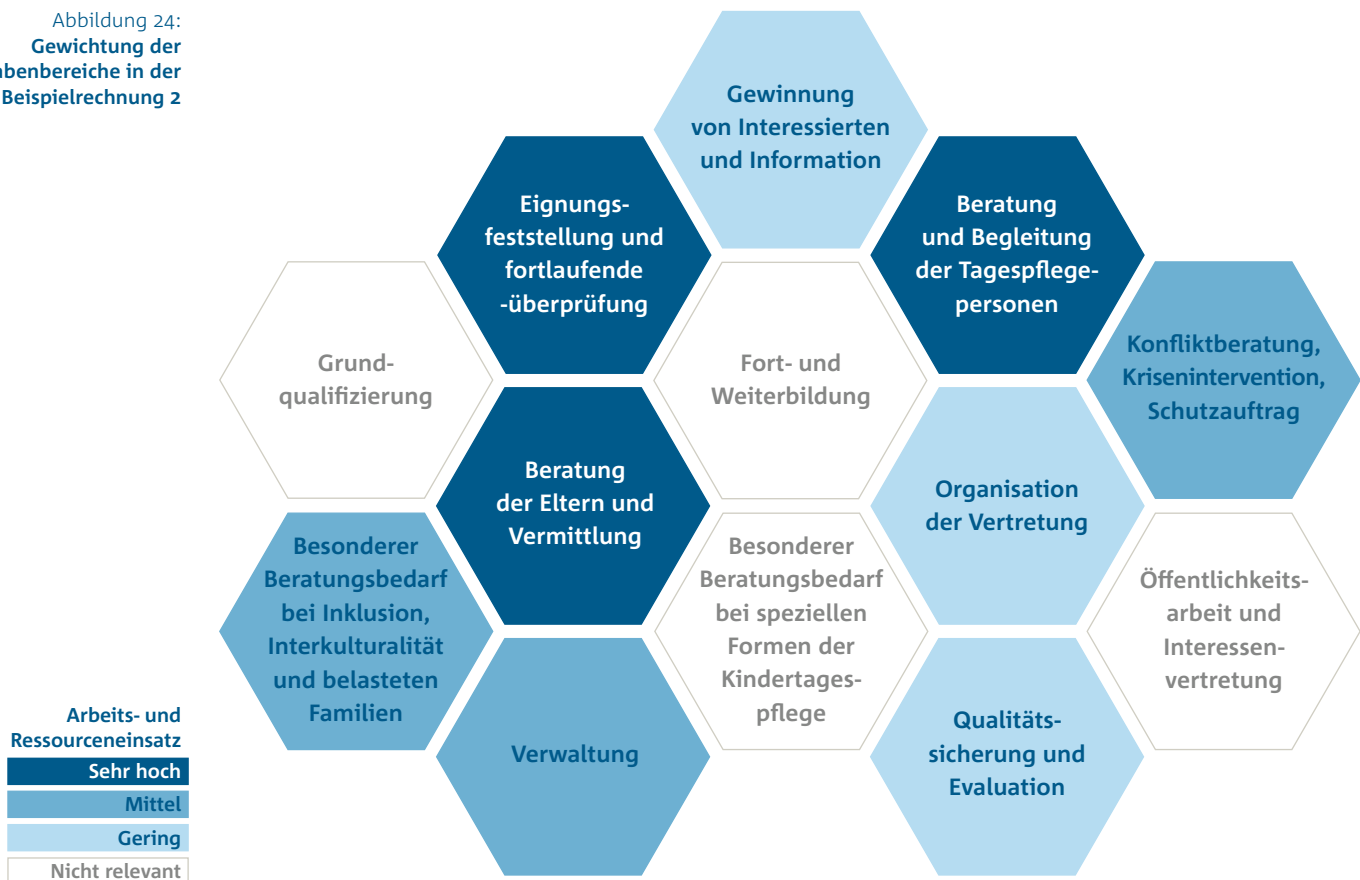 Abbildung 24:
Gewichtung der
benbereiche in der
Beispielrechnung 2
Gewinnung
von Interessierten
und Information
Eignungs-
feststellung und
fortlaufende
-überprüfung
Beratung
und Begleitung
der Tagespflege-
personen
Grund-
qualifizierung
Fort- und
Weiterbildung
Konfliktberatung,
Krisenintervention,
Schutzauftrag
Beratung
der Eltern und
Vermittlung
Organisation
der Vertretung
Besonderer
Beratungsbedarf
bei Inklusion,
Interkulturalität
und belasteten
Familien
Besonderer
Beratungsbedarf
bei speziellen
Formen der
Kindertages-
pflege
Öffentlichkeits-
arbeit und
Interessen-
vertretung
Verwaltung
Qualitäts-
sicherung und
Evaluation
Arbeits- und
Ressourceneinsatz
Sehr hoch
Mittel
Gering
Nicht relevant